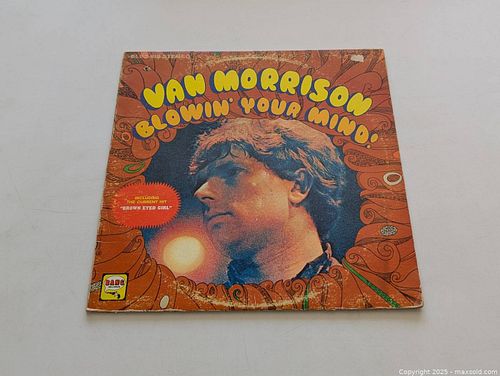 VAN MORRISON
BLOWIN' YOUR MIND!
INCLUDING
THE CURRENT HIT
"BROWN EYED GIRL"
BANG
Copyright 2025 - maxsold.com